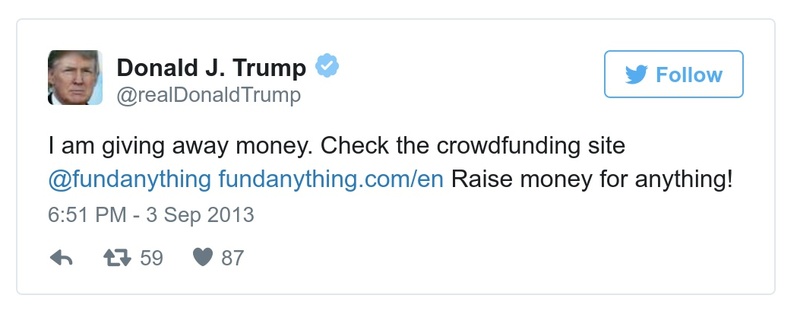 Donald J. Trump
@realDonaldTrump
Follow
I am giving away money. Check the crowdfunding site
@fundanything fundanything.com/en Raise money for anything!
6:51 PM - 3 Sep 2013
59 87